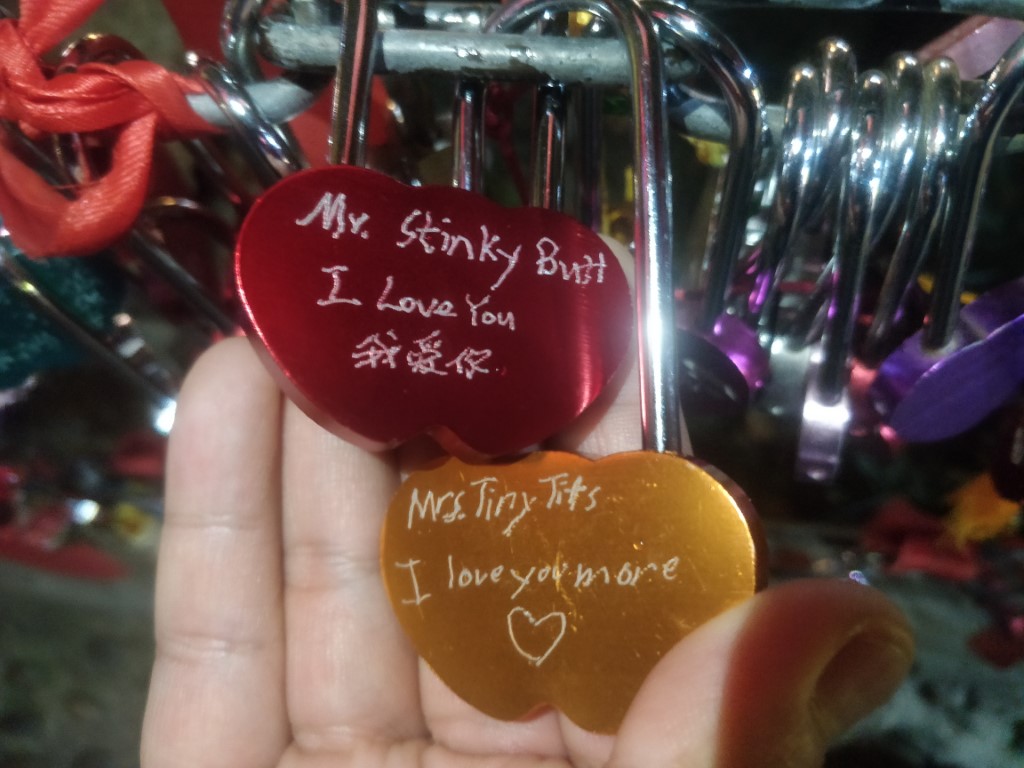 Mr. Stinky Butt
I Love You
我爱你
Mrs. Tiny Tits
I love you more